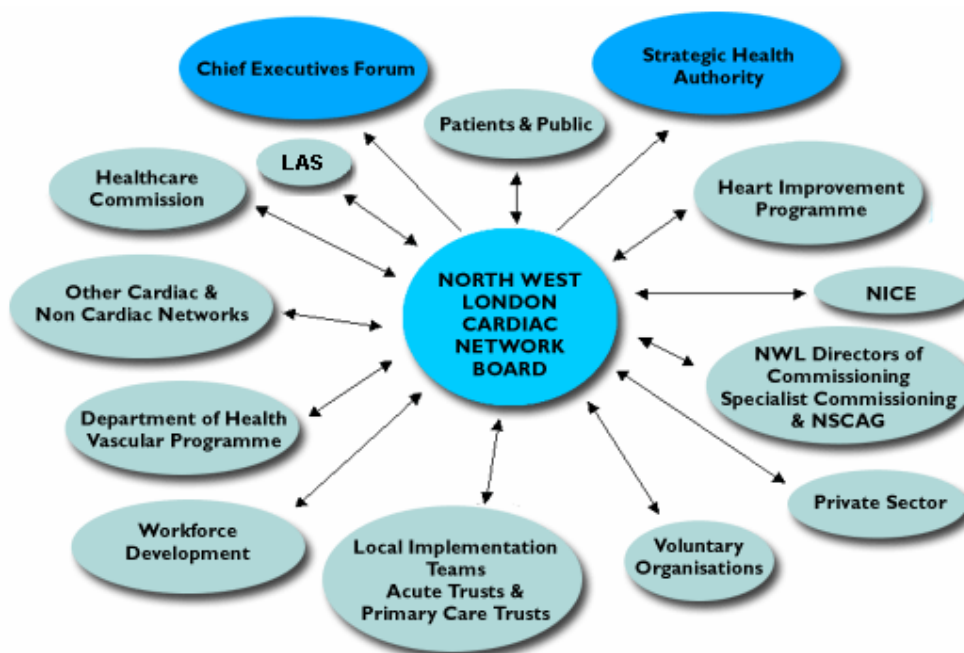 Chief Executives Forum
Strategic Health
Authority
Patients & Public
LAS
Healthcare
Commission
Heart Improvement
Programme
NORTH WEST
LONDON
CARDIAC
NETWORK
BOARD
Other Cardiac &
Non Cardiac Networks
NICE
NWL Directors of
Commissioning
Specialist Commissioning
& NSCAG
Department of Health
Vascular Programme
Private Sector
Workforce
Development
Local Implementation
Teams
Acute Trusts &
Primary Care Trusts
Voluntary
Organisations